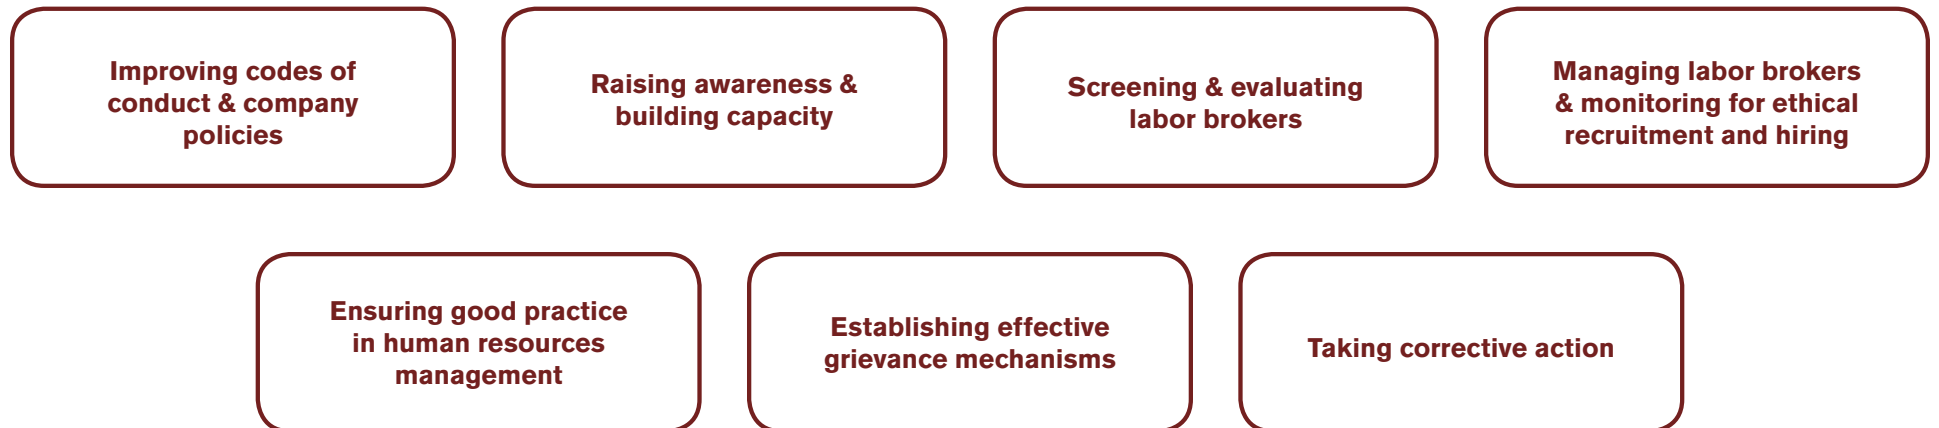 Improving codes of
conduct & company
policies
Raising awareness &
building capacity
Screening & evaluating
labor brokers
Managing labor brokers
& monitoring for ethical
recruitment and hiring
Ensuring good practice
in human resources
management
Establishing effective
grievance mechanisms
Taking corrective action